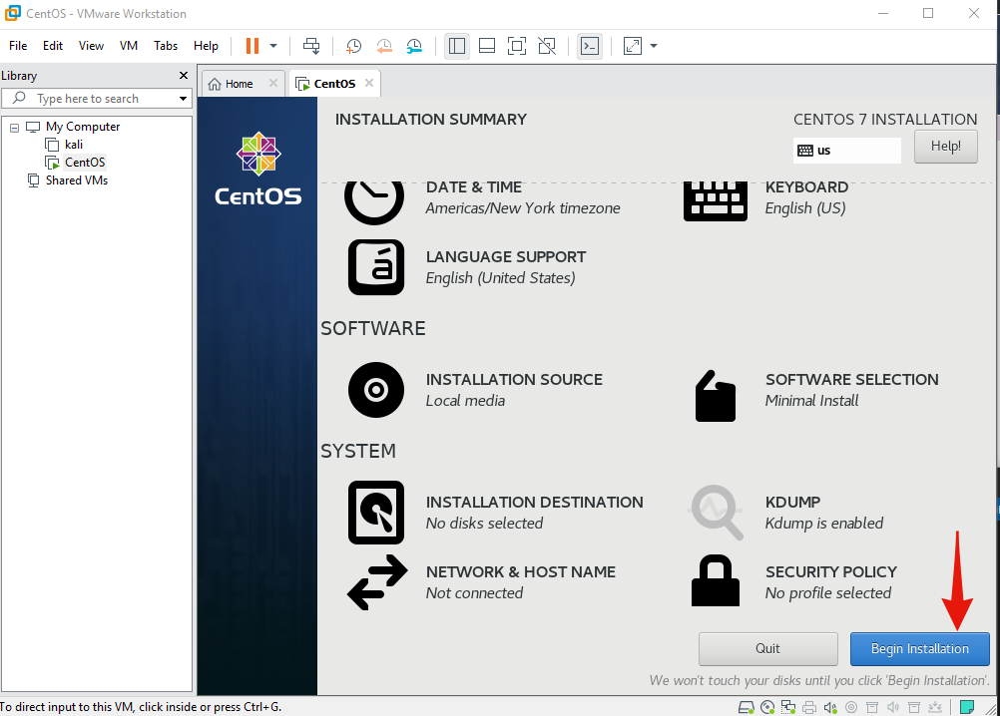 CentOS - VMware Workstation
File Edit View VM Tabs Help
Library
Type here to search
My Computer
kali
CentOS
Shared VMs
Home
CentOS
CentOS
INSTALLATION SUMMARY
CENTOS 7 INSTALLATION
us
Help!
DATE & TIME
Americas/New York timezone
KEYBOARD
English (US)
á
LANGUAGE SUPPORT
English (United States)
SOFTWARE
INSTALLATION SOURCE
Local media
SOFTWARE SELECTION
Minimal Install
SYSTEM
INSTALLATION DESTINATION
No disks selected
KDUMP
Kdump is enabled
NETWORK & HOST NAME
Not connected
SECURITY POLICY
No profile selected
Quit
Begin Installation
We won't touch your disks until you click 'Begin Installation'.
To direct input to this VM, click inside or press Ctrl+G.